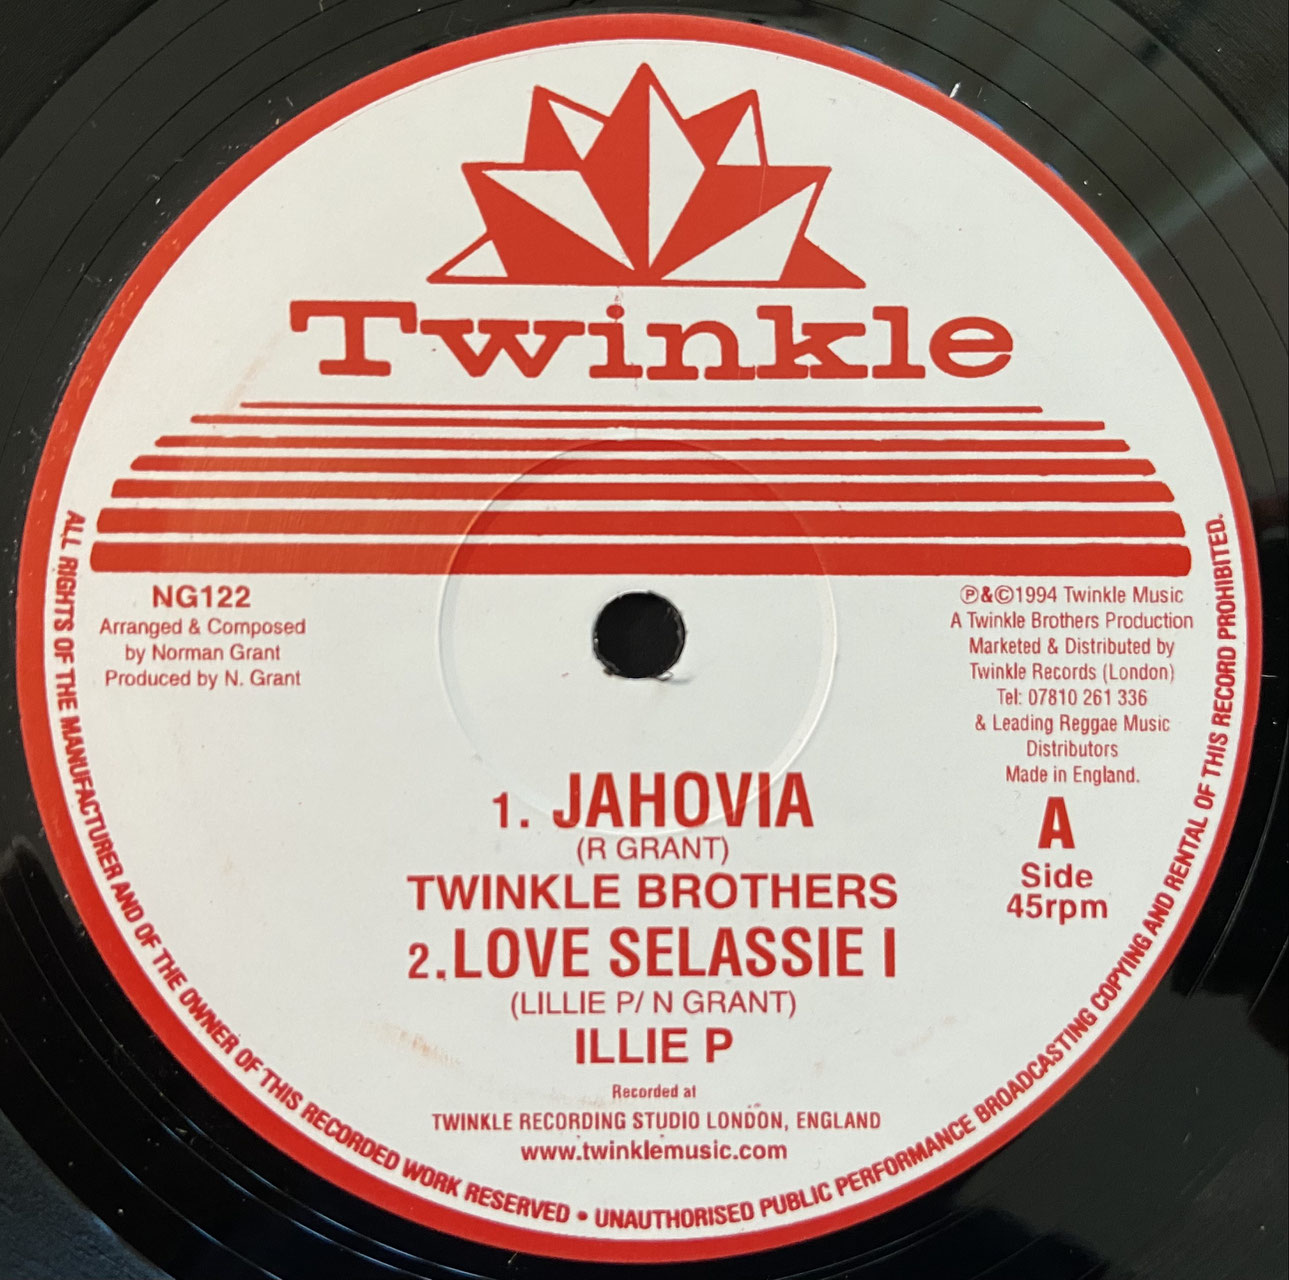 Twinkle
NG122
Arranged & Composed
by Norman Grant
Produced by N. Grant
℗&©1994 Twinkle Music
A Twinkle Brothers Production
Marketed & Distributed by
Twinkle Records (London)
Tel: 07810 261 336
& Leading Reggae Music
Distributors
Made in England.
A
Side
45rpm
1. JAHOVIA
(R GRANT)
TWINKLE BROTHERS
2. LOVE SELASSIE I
(LILLIE P/ N GRANT)
ILLIE P
Recorded at
TWINKLE RECORDING STUDIO LONDON, ENGLAND
www.twinklemusic.com
ALL RIGHTS OF THE MANUFACTURER AND OF THE OWNER OF THIS RECORDED WORK RESERVED • UNAUTHORISED PUBLIC PERFORMANCE BROADCASTING COPYING AND RENTAL OF THIS RECORD PROHIBITED.